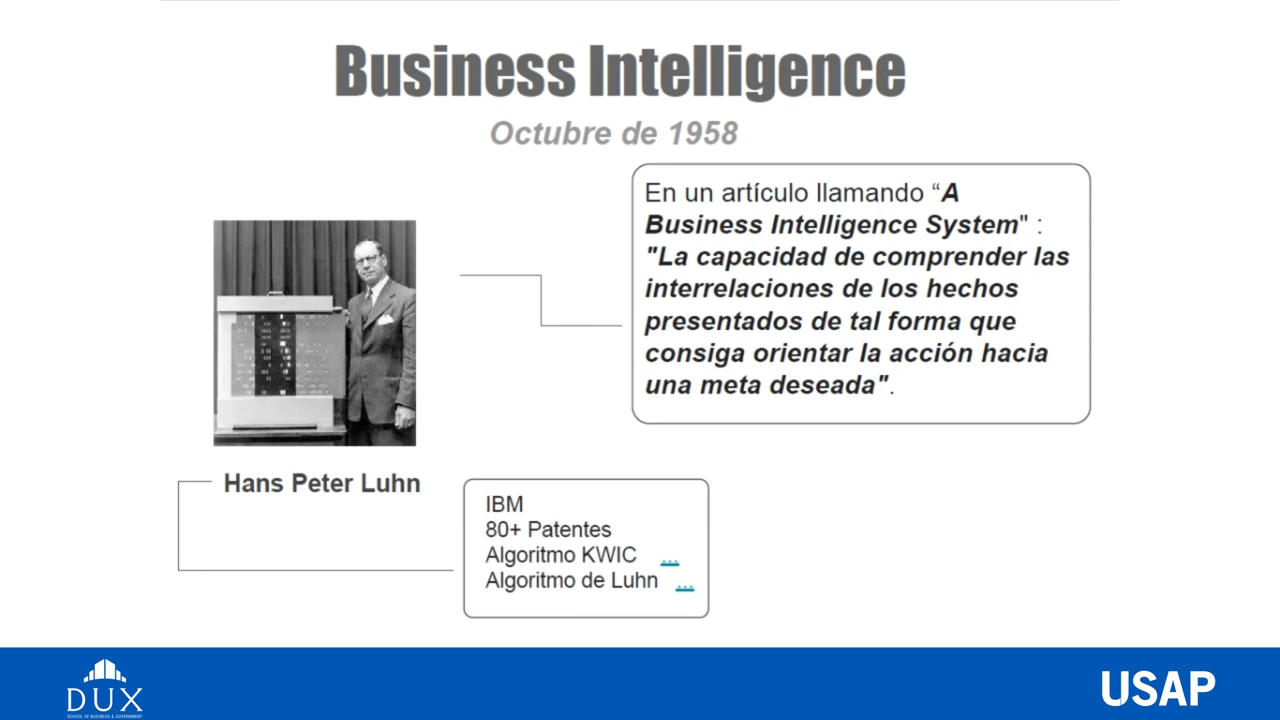 Business Intelligence
Octubre de 1958
En un artículo llamando “A
Business Intelligence System" :
"La capacidad de comprender las
interrelaciones de los hechos
presentados de tal forma que
consiga orientar la acción hacia
una meta deseada".
Hans Peter Luhn
IBM
80+ Patentes
Algoritmo KWIC ...
Algoritmo de Luhn ...
DUX
SCHOOL OF BUSINESS & GOVERNMENT
USAP